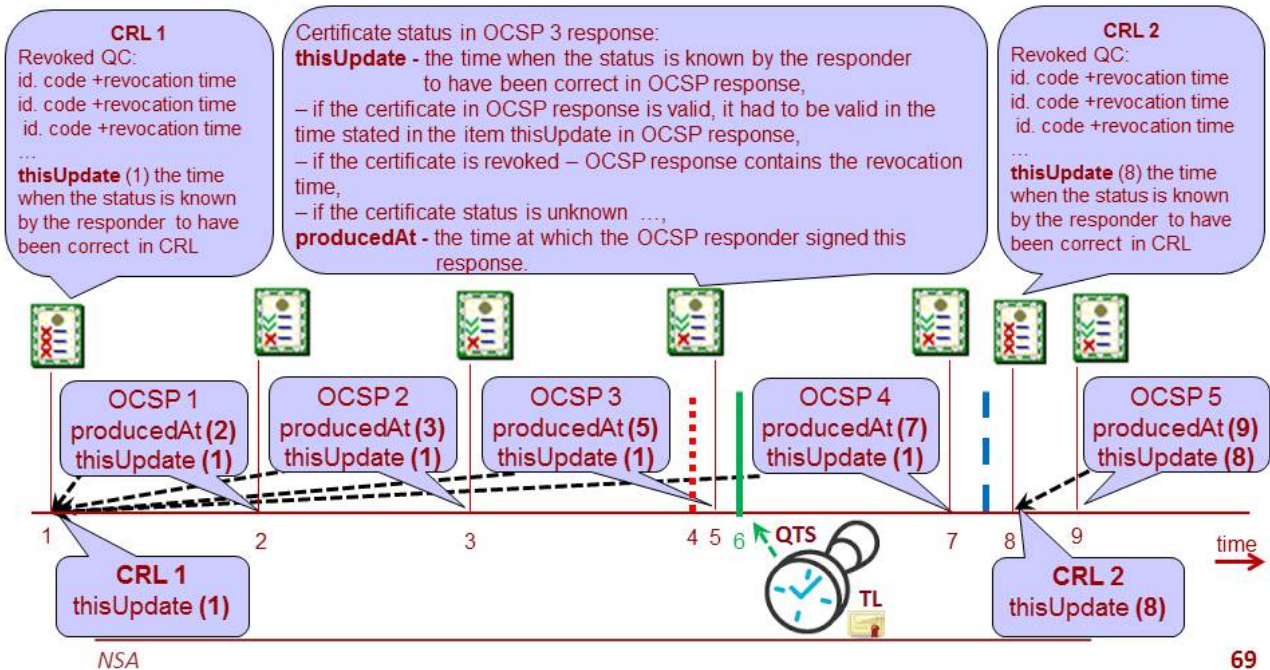 CRL 1
Revoked QC:
id. code +revocation time
id. code +revocation time
id. code +revocation time
...
thisUpdate (1) the time
when the status is known
by the responder to have
been correct in CRL
Certificate status in OCSP 3 response:
thisUpdate - the time when the status is known by the responder
to have been correct in OCSP response,
– if the certificate in OCSP response is valid, it had to be valid in the
time stated in the item thisUpdate in OCSP response,
– if the certificate is revoked – OCSP response contains the revocation
time,
– if the certificate status is unknown ...,
producedAt - the time at which the OCSP responder signed this
response.
CRL 2
Revoked QC:
id. code +revocation time
id. code +revocation time
id. code +revocation time
...
thisUpdate (8) the time
when the status is known
by the responder to have
been correct in CRL
OCSP 1
producedAt (2)
thisUpdate (1)
OCSP 2
producedAt (3)
thisUpdate (1)
OCSP 3
producedAt (5)
thisUpdate (1)
OCSP 4
producedAt (7)
thisUpdate (1)
OCSP 5
producedAt (9)
thisUpdate (8)
1
2
3
4
5
6
7
8
9
time
QTS
TL
CRL 1
thisUpdate (1)
CRL 2
thisUpdate (8)
NSA
69